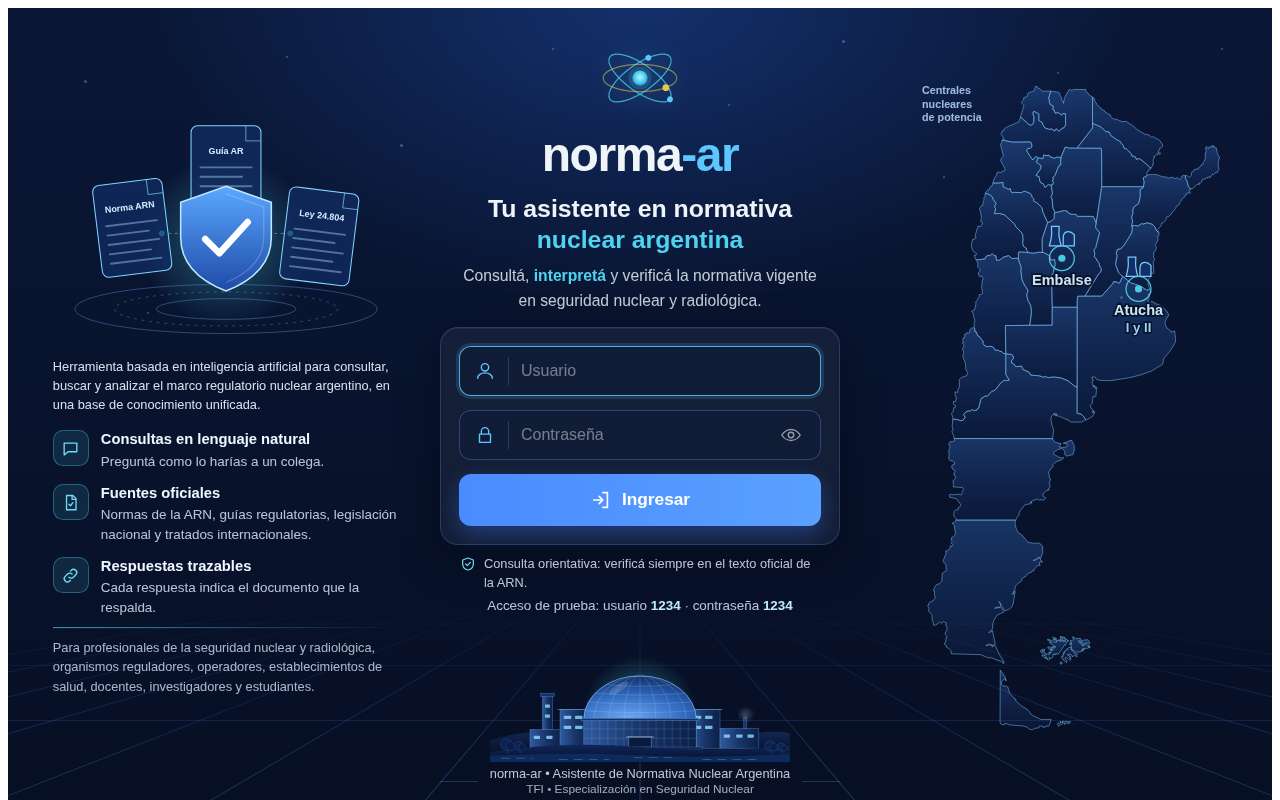 Guía AR
Norma ARN
Ley 24.804
Herramienta basada en inteligencia artificial para consultar,
buscar y analizar el marco regulatorio nuclear argentino, en
una base de conocimiento unificada.
Consultas en lenguaje natural
Preguntá como lo harías a un colega.
Fuentes oficiales
Normas de la ARN, guías regulatorias, legislación
nacional y tratados internacionales.
Respuestas trazables
Cada respuesta indica el documento que la
respalda.
Para profesionales de la seguridad nuclear y radiológica,
organismos reguladores, operadores, establecimientos de
salud, docentes, investigadores y estudiantes.
norma-ar
Tu asistente en normativa
nuclear argentina
Consultá, interpretá y verificá la normativa vigente
en seguridad nuclear y radiológica.
Usuario
Contraseña
Ingresar
Consulta orientativa: verificá siempre en el texto oficial de
la ARN.
Acceso de prueba: usuario 1234 · contraseña 1234
norma-ar • Asistente de Normativa Nuclear Argentina
TFI • Especialización en Seguridad Nuclear
Centrales
nucleares
de potencia
Embalse
Atucha
I y II